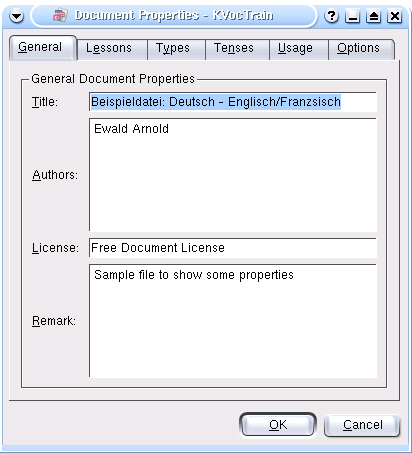 Document Properties - KVocTrain
General Lessons Types Tenses Usage Options
General Document Properties
Title: Beispieldatei: Deutsch - Englisch/Franzsisch
Authors: Ewald Arnold
License: Free Document License
Remark: Sample file to show some properties
OK Cancel